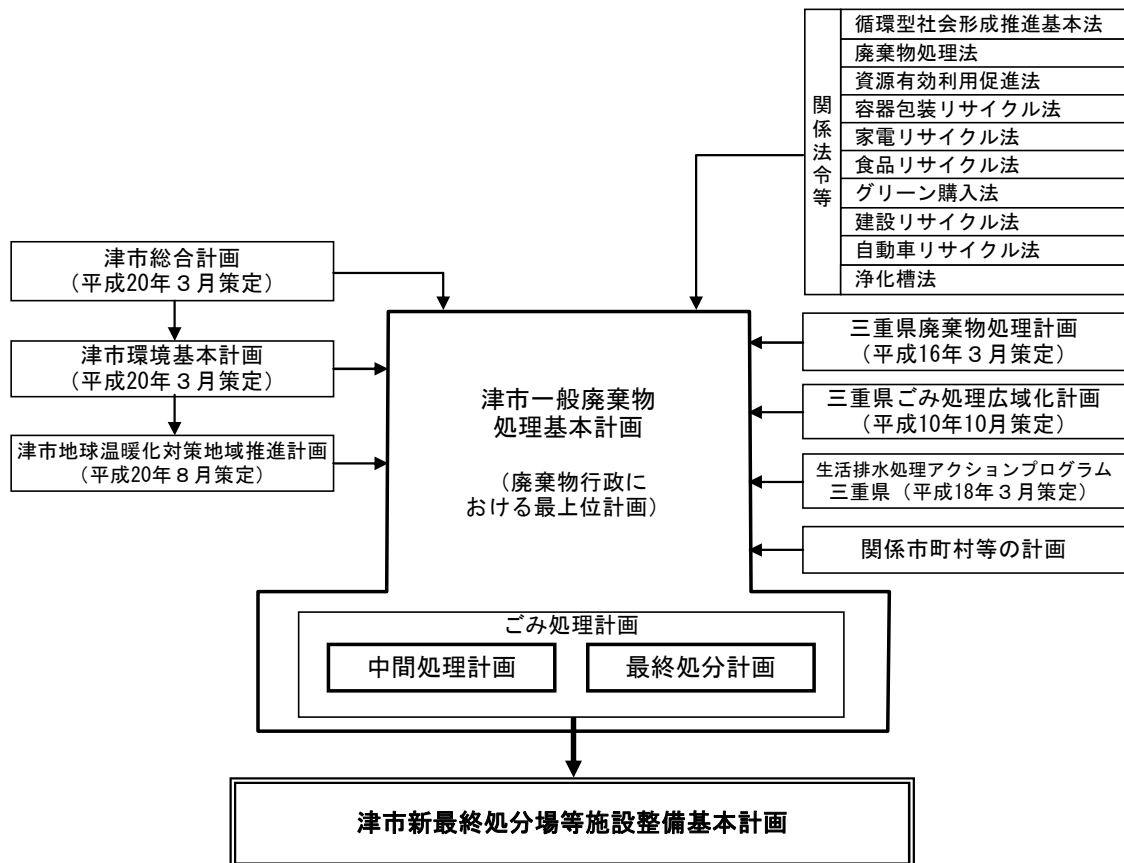 循環型社会形成推進基本法
廃棄物処理法
資源有効利用促進法
容器包装リサイクル法
家電リサイクル法
食品リサイクル法
グリーン購入法
建設リサイクル法
自動車リサイクル法
浄化槽法
関係法令等
津市総合計画
（平成20年３月策定）
津市環境基本計画
（平成20年３月策定）
津市地球温暖化対策地域推進計画
（平成20年８月策定）
津市一般廃棄物
処理基本計画
（廃棄物行政に
おける最上位計画）
三重県廃棄物処理計画
（平成16年３月策定）
三重県ごみ処理広域化計画
（平成10年10月策定）
生活排水処理アクションプログラム
三重県（平成18年３月策定）
関係市町村等の計画
ごみ処理計画
中間処理計画
最終処分計画
津市新最終処分場等施設整備基本計画